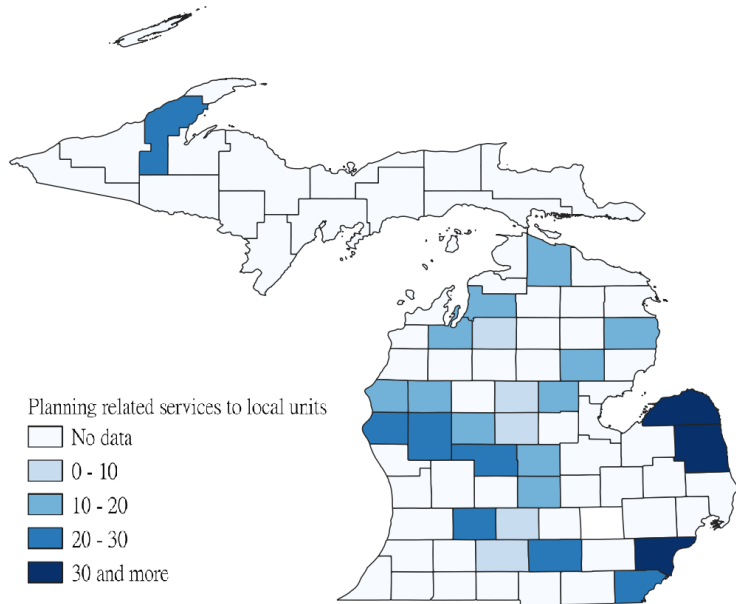 Planning related services to local units
No data
0 - 10
10 - 20
20 - 30
30 and more